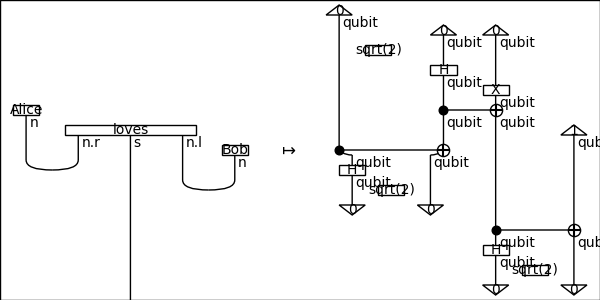 Alice
n
loves
n.r
s
n.l
Bob
n
↦
0
qubit
sqrt(2)
0
qubit
0
qubit
H
qubit
X
qubit
qubit
qubit
qubit
qubit
qubit
H
qubit
sqrt(2)
0
0
qubit
H
qubit
sqrt(2)
0
0